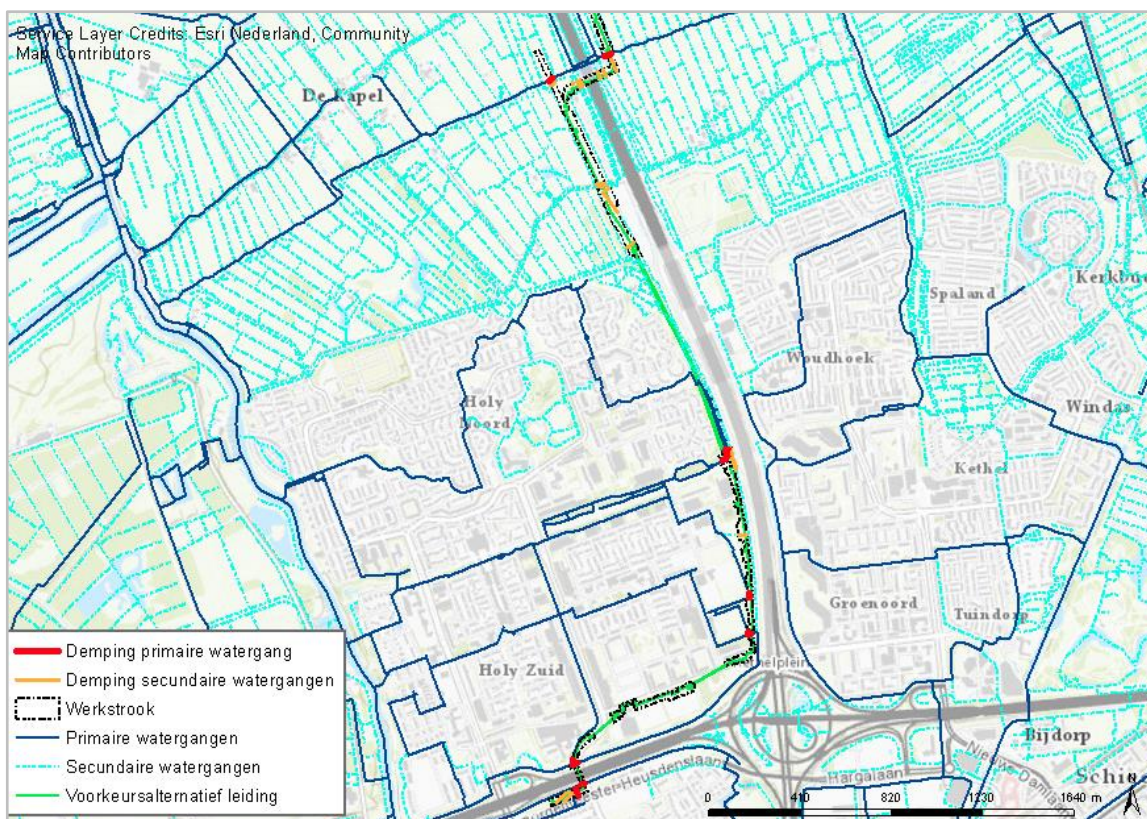 Service Layer Credits: Esri Nederland, Community
Map Contributors
De Kapel
Spaland
Woudhoek
Holy
Noord
Windas
Kethel
Groenoord
Tuindorp
Holy Zuid
Bijdorp
Hargalaan
Demping primaire watergang
Demping secundaire watergangen
Werkstrook
Primaire watergangen
Secundaire watergangen
Voorkeursalternatief leiding
N
0 410 820 1230 1640 m